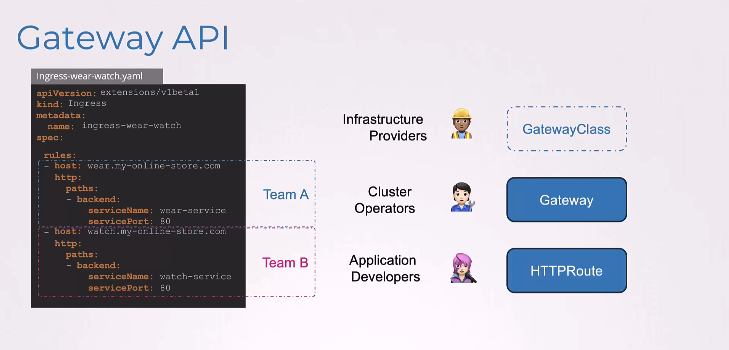 Gateway API
Ingress-wear-watch.yaml
apiVersion: extensions/v1beta1
kind: Ingress
metadata:
name: ingress-wear-watch
spec:
rules:
- host: wear.my-online-store.com
http:
paths:
- backend:
serviceName: wear-service
servicePort: 80
- host: watch.my-online-store.com
http:
paths:
- backend:
serviceName: watch-service
servicePort: 80
Team A
Team B
Infrastructure
Providers
GatewayClass
Cluster
Operators
Gateway
Application
Developers
HTTPRoute